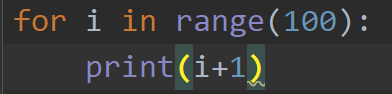 for i in range(100):
    print(i+1)